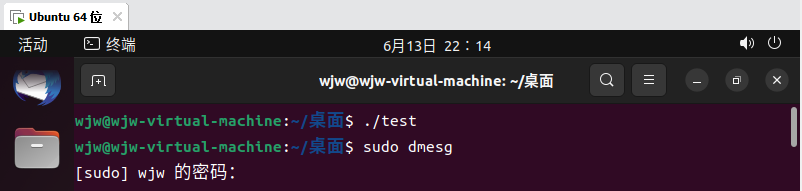 Ubuntu 64 位
活动 终端 6月13日 22：14
wjw@wjw-virtual-machine: ~/桌面
wjw@wjw-virtual-machine:~/桌面$ ./test
wjw@wjw-virtual-machine:~/桌面$ sudo dmesg
[sudo] wjw 的密码：